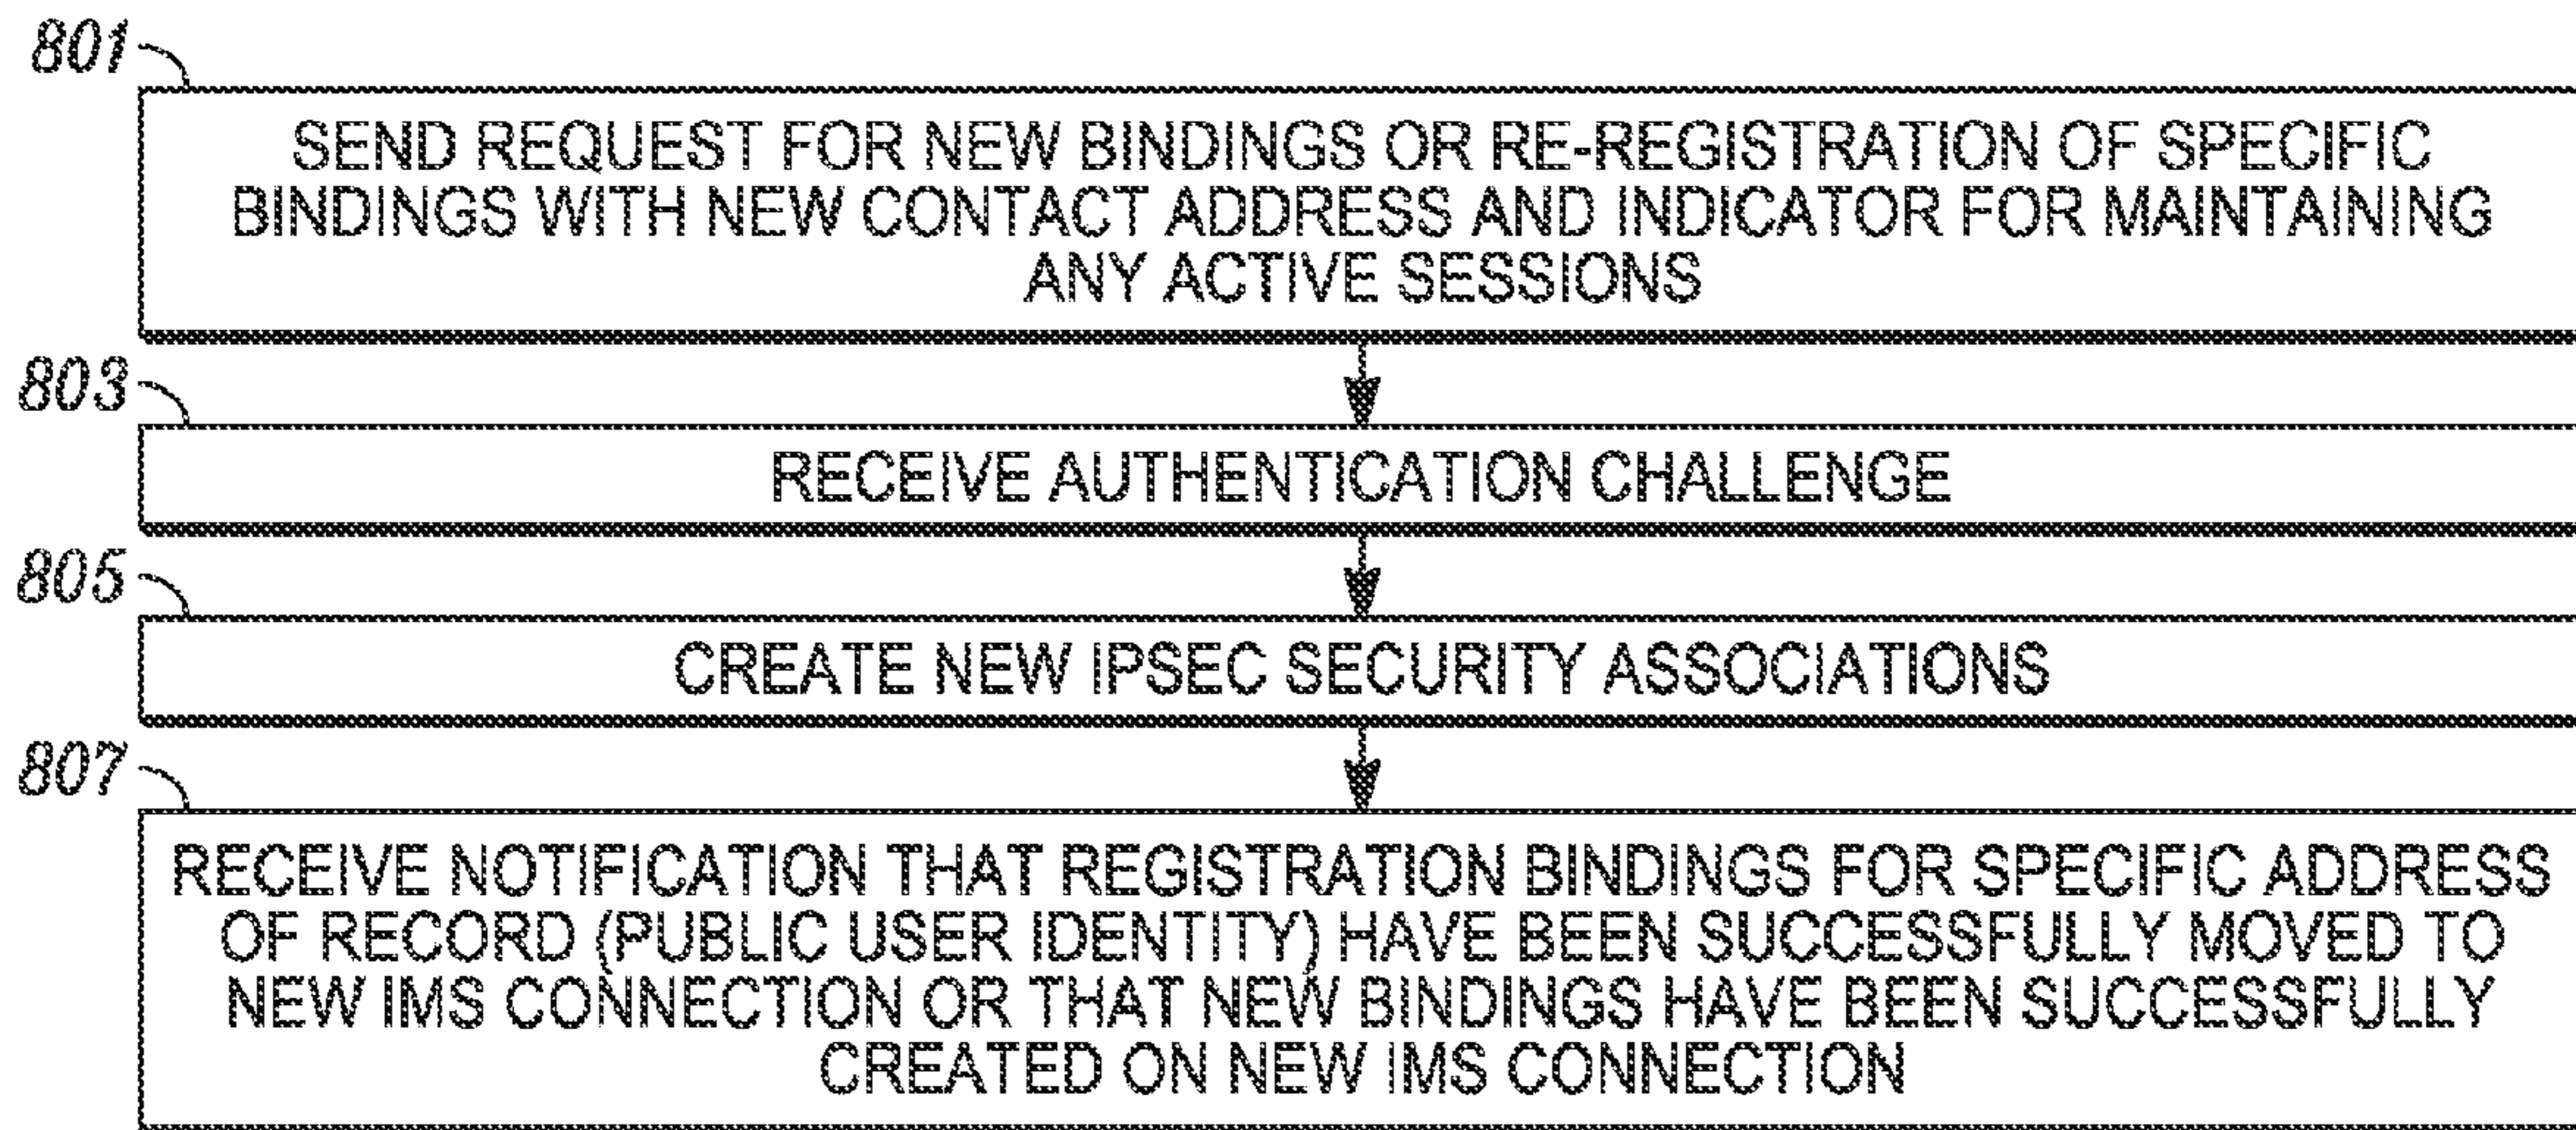 801
SEND REQUEST FOR NEW BINDINGS OR RE-REGISTRATION OF SPECIFIC
BINDINGS WITH NEW CONTACT ADDRESS AND INDICATOR FOR MAINTAINING
ANY ACTIVE SESSIONS
803
RECEIVE AUTHENTICATION CHALLENGE
805
CREATE NEW IPSEC SECURITY ASSOCIATIONS
807
RECEIVE NOTIFICATION THAT REGISTRATION BINDINGS FOR SPECIFIC ADDRESS
OF RECORD (PUBLIC USER IDENTITY) HAVE BEEN SUCCESSFULLY MOVED TO
NEW IMS CONNECTION OR THAT NEW BINDINGS HAVE BEEN SUCCESSFULLY
CREATED ON NEW IMS CONNECTION